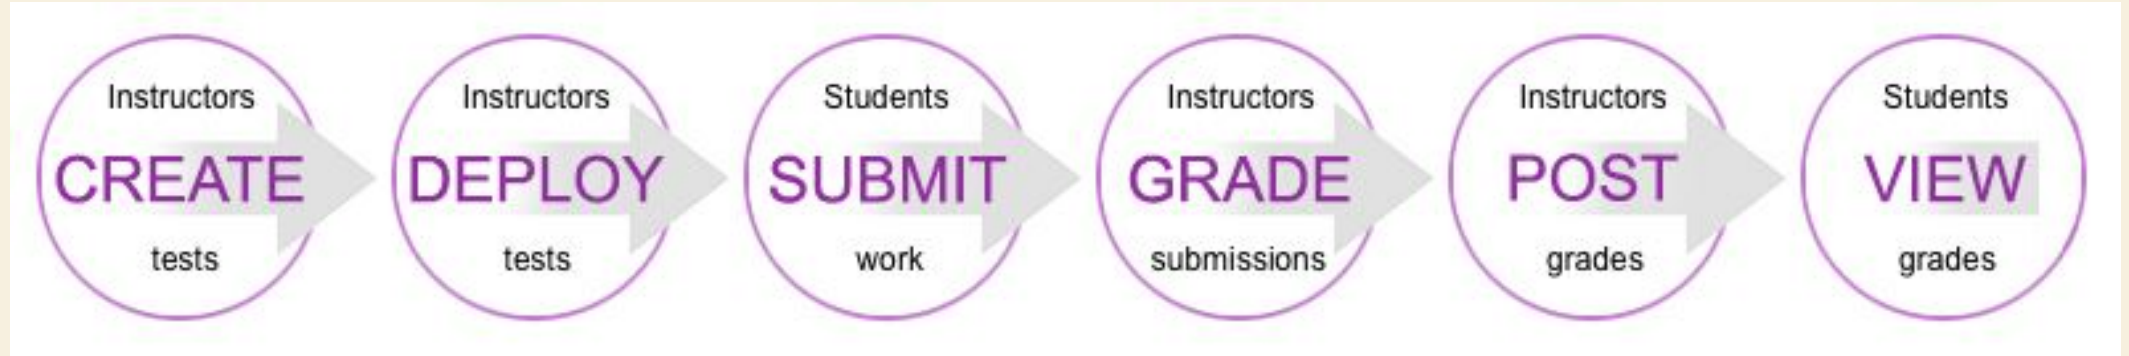 Instructors
CREATE
tests
Instructors
DEPLOY
tests
Students
SUBMIT
work
Instructors
GRADE
submissions
Instructors
POST
grades
Students
VIEW
grades